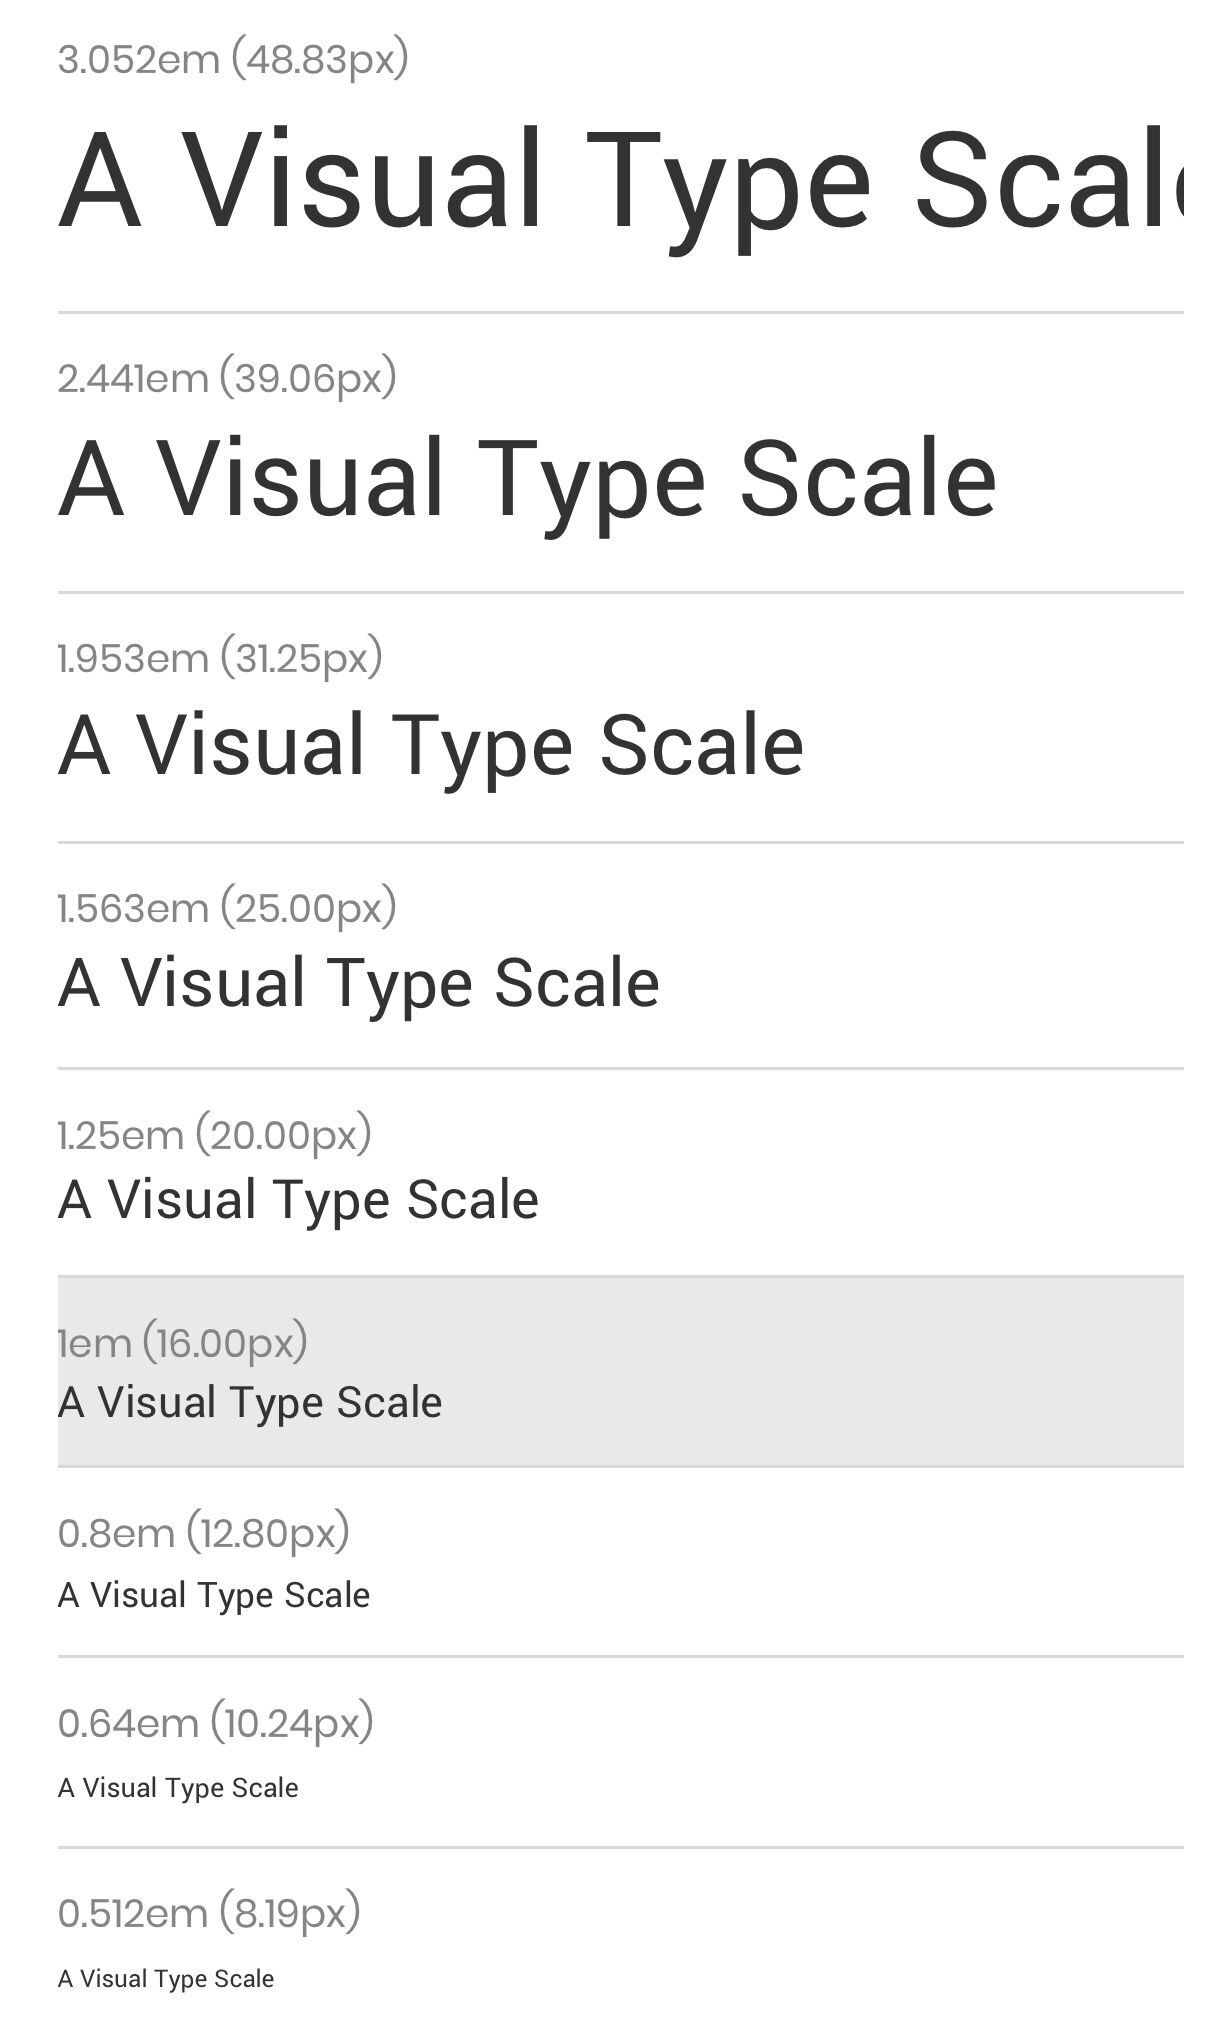 3.052em (48.83px)
A Visual Type Scale
2.441em (39.06px)
A Visual Type Scale
1.953em (31.25px)
A Visual Type Scale
1.563em (25.00px)
A Visual Type Scale
1.25em (20.00px)
A Visual Type Scale
1em (16.00px)
A Visual Type Scale
0.8em (12.80px)
A Visual Type Scale
0.64em (10.24px)
A Visual Type Scale
0.512em (8.19px)
A Visual Type Scale